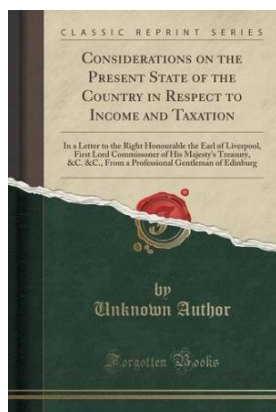 CLASSIC REPRINT SERIES
CONSIDERATIONS ON THE
PRESENT STATE OF THE
COUNTRY IN RESPECT TO
INCOME AND TAXATION
In a Letter to the Right Honourable the Earl of Liverpool,
First Lord Commissoner of His Majesty's Treasury,
&C. &C., From a Professional Gentleman of Edinburg
by
Unknown Author
Forgotten Books